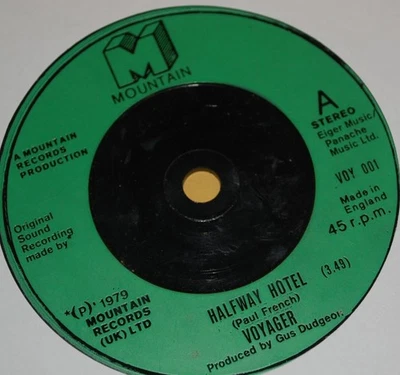 MOUNTAIN
A MOUNTAIN
RECORDS
PRODUCTION
A
STEREO
Eiger Music/
Panache
Music Ltd.
VOY 001
Made in
England
45 r.p.m.
Original
Sound
Recording
made by
"(P)" 1979
MOUNTAIN
RECORDS
(UK) LTD
HALFWAY HOTEL (3.49)
(Paul French)
VOYAGER
Produced by Gus Dudgeon